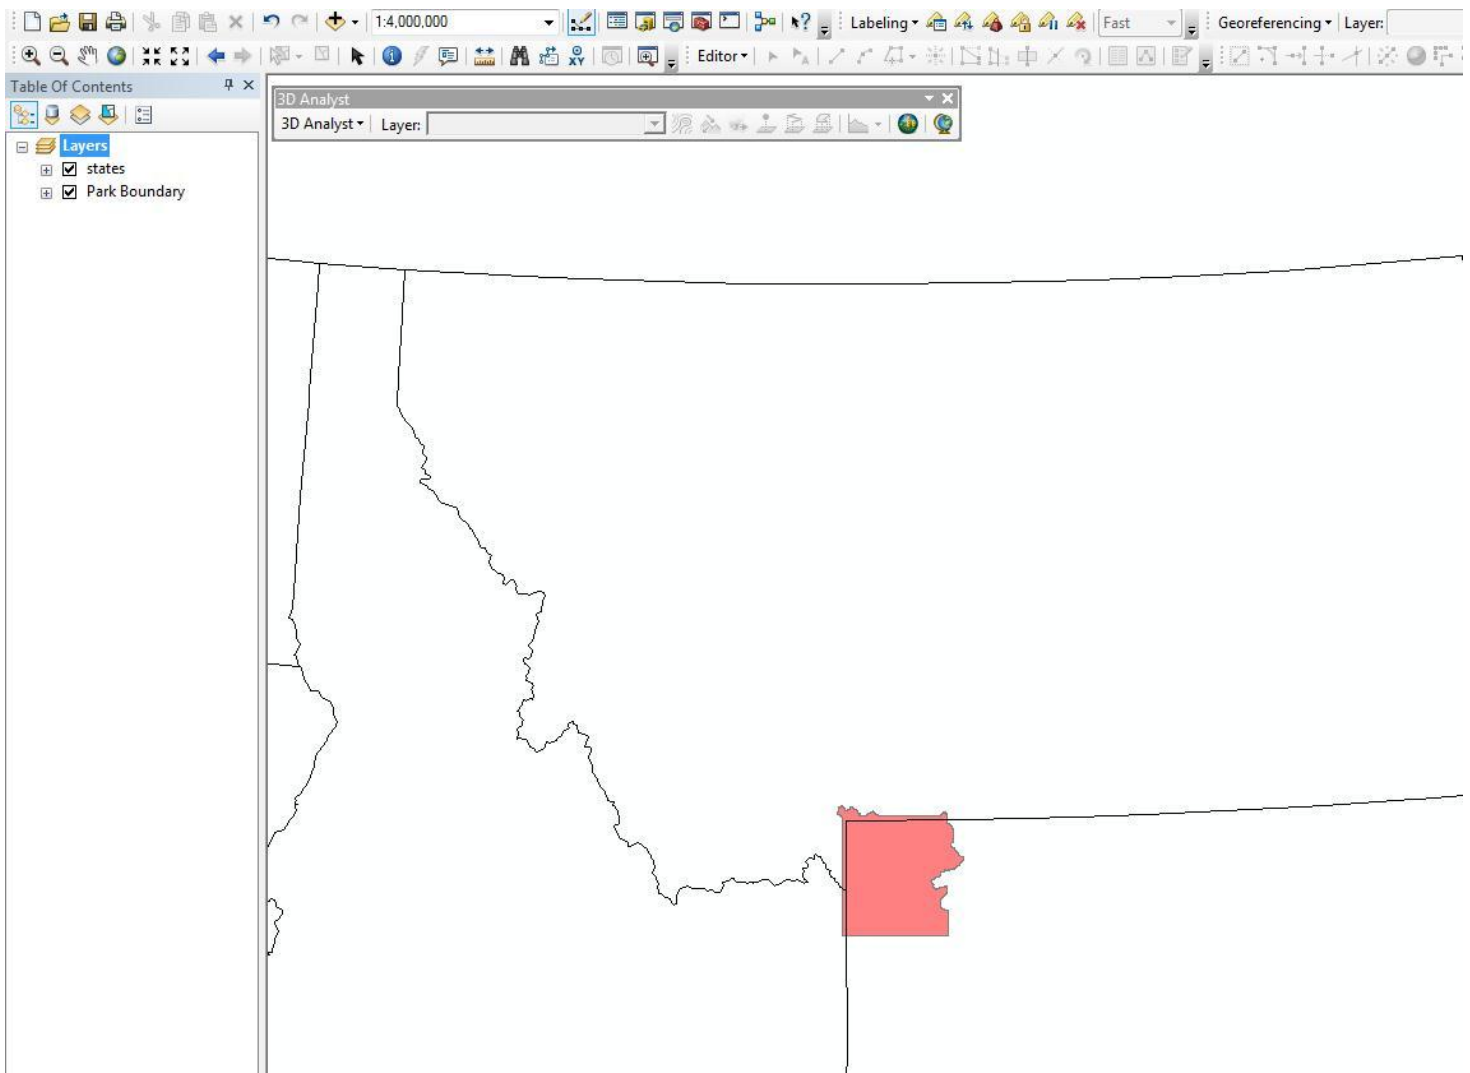 1:4,000,000
Labeling
Fast
Georeferencing
Layer:
Editor
Table Of Contents
3D Analyst
3D Analyst
Layer:
Layers
states
Park Boundary